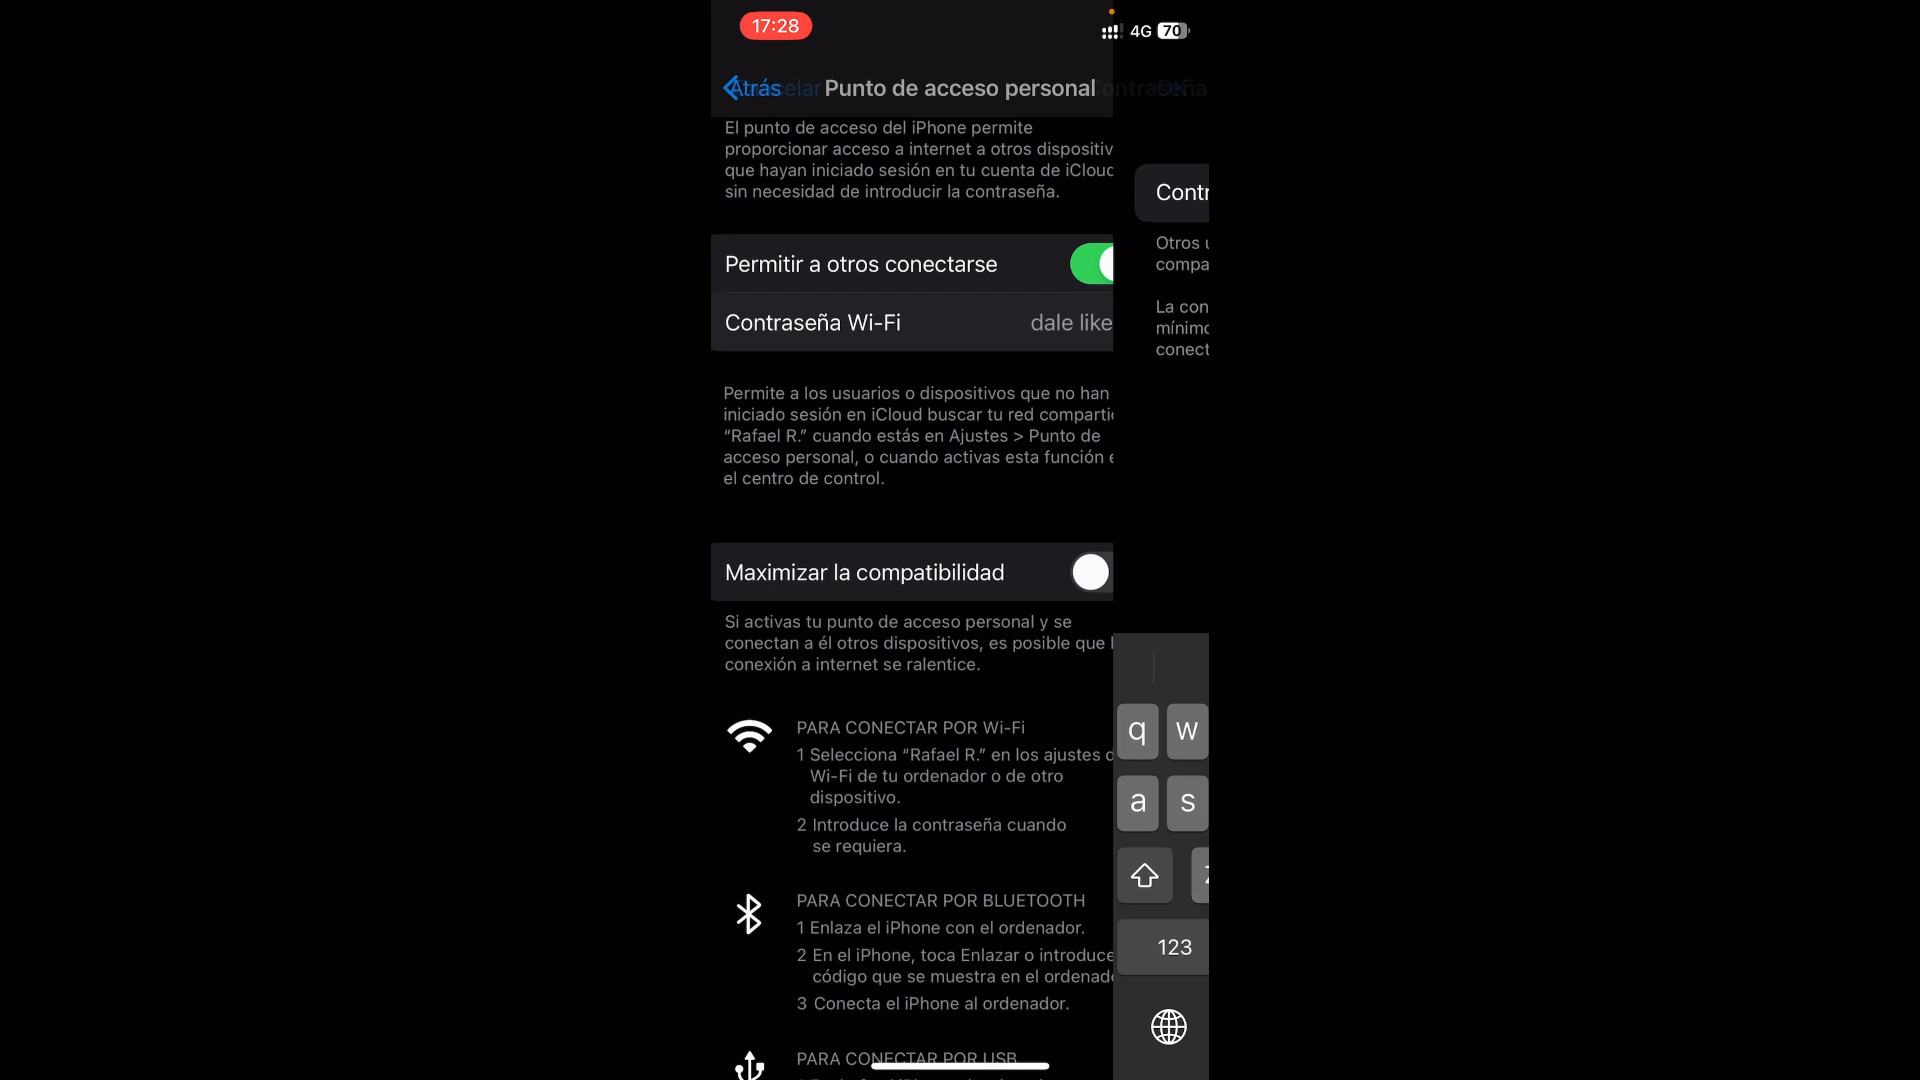 17:28
4G 70
Atrás Cancelar Punto de acceso personal Contraseña
El punto de acceso del iPhone permite
proporcionar acceso a internet a otros dispositiv
que hayan iniciado sesión en tu cuenta de iCloud
sin necesidad de introducir la contraseña.
Permitir a otros conectarse
Contraseña Wi-Fi dale like
Permite a los usuarios o dispositivos que no han
iniciado sesión en iCloud buscar tu red comparti
“Rafael R.” cuando estás en Ajustes > Punto de
acceso personal, o cuando activas esta función e
el centro de control.
Maximizar la compatibilidad
Si activas tu punto de acceso personal y se
conectan a él otros dispositivos, es posible que l
conexión a internet se ralentice.
PARA CONECTAR POR Wi-Fi
1 Selecciona “Rafael R.” en los ajustes d
Wi-Fi de tu ordenador o de otro
dispositivo.
2 Introduce la contraseña cuando
se requiera.
PARA CONECTAR POR BLUETOOTH
1 Enlaza el iPhone con el ordenador.
2 En el iPhone, toca Enlazar o introduce
código que se muestra en el ordenad
3 Conecta el iPhone al ordenador.
PARA CONECTAR POR USB
Contr
Otros u
compa
La con
mínimo
conect
q w
a s
z
123